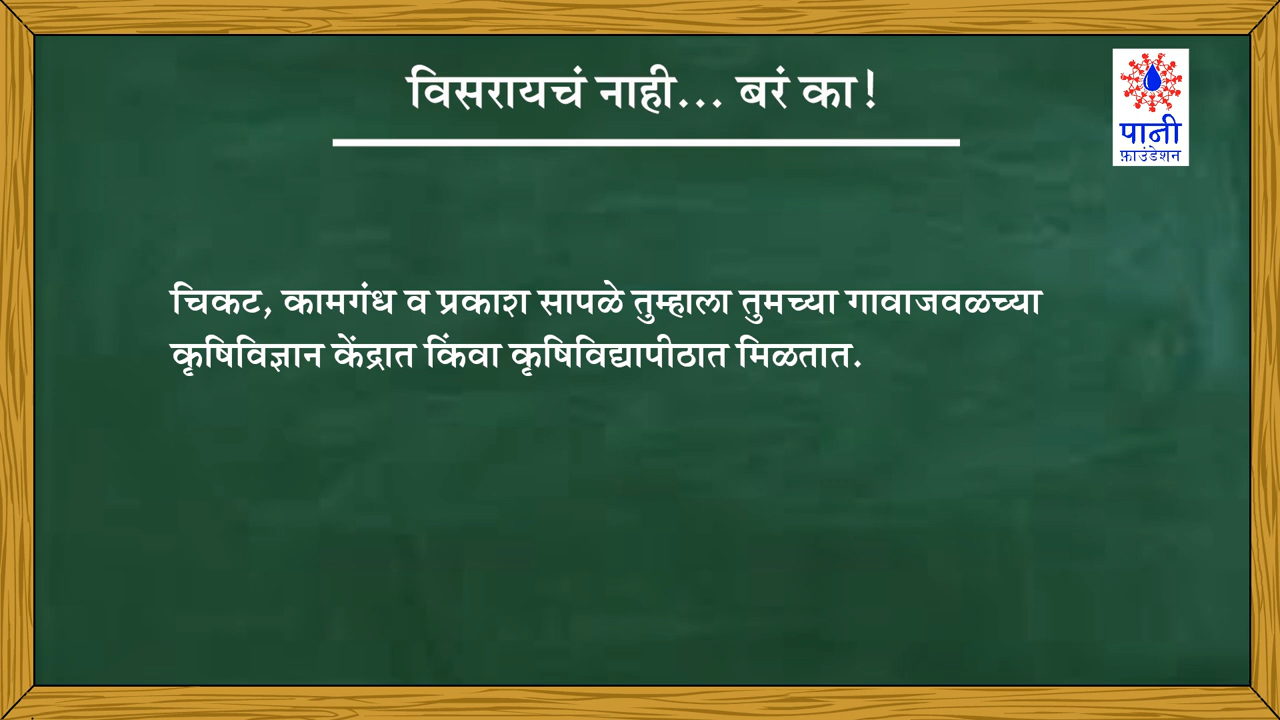 विसरायचं नाही... बरं का!
पानी
फ़ाउंडेशन
चिकट, कामगंध व प्रकाश सापळे तुम्हाला तुमच्या गावाजवळच्या
कृषिविज्ञान केंद्रात किंवा कृषिविद्यापीठात मिळतात.